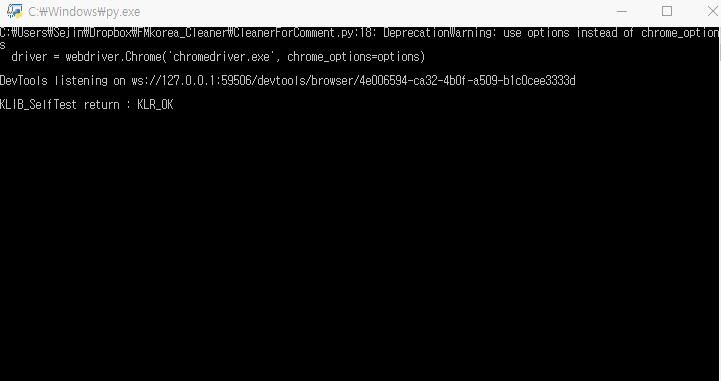 C:₩Windows₩py.exe
C:₩Users₩Sejin₩Dropbox₩FMkorea_Cleaner₩CleanerForComment.py:18: DeprecationWarning: use options instead of chrome_option
s
driver = webdriver.Chrome('chromedriver.exe', chrome_options=options)
DevTools listening on ws://127.0.0.1:59506/devtools/browser/4e006594-ca32-4b0f-a509-b1c0cee3333d
KLIB_SelfTest return : KLR_OK